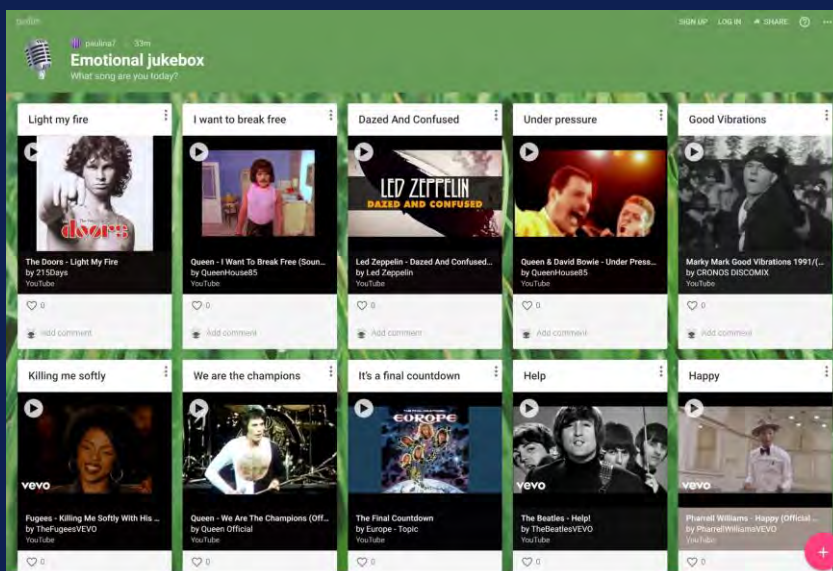 padlet
SIGN UP LOG IN SHARE
paulina7 33m
Emotional jukebox
What song are you today?
Light my fire
The Doors
doors
The Doors - Light My Fire
by 215Days
YouTube
0
Add comment
I want to break free
Queen - I Want To Break Free (Soun...
by QueenHouse85
YouTube
0
Add comment
Dazed And Confused
LED ZEPPELIN
DAZED AND CONFUSED
Led Zeppelin - Dazed And Confused...
by Led Zeppelin
YouTube
0
Add comment
Under pressure
Queen & David Bowie - Under Press...
by QueenHouse85
YouTube
0
Add comment
Good Vibrations
Marky Mark Good Vibrations 1991/(...
by CRONOS DISCOMIX
YouTube
0
Add comment
Killing me softly
vevo
Fugees - Killing Me Softly With His ...
by TheFugeesVEVO
YouTube
0
We are the champions
Queen - We Are The Champions (Off...
by Queen Official
YouTube
0
It's a final countdown
EUROPE
The Final Countdown
by Europe - Topic
YouTube
0
Help
vevo
The Beatles - Help!
by TheBeatlesVEVO
YouTube
0
Happy
vevo
Pharrell Williams - Happy (Official ...
by PharrellWilliamsVEVO
YouTube
0